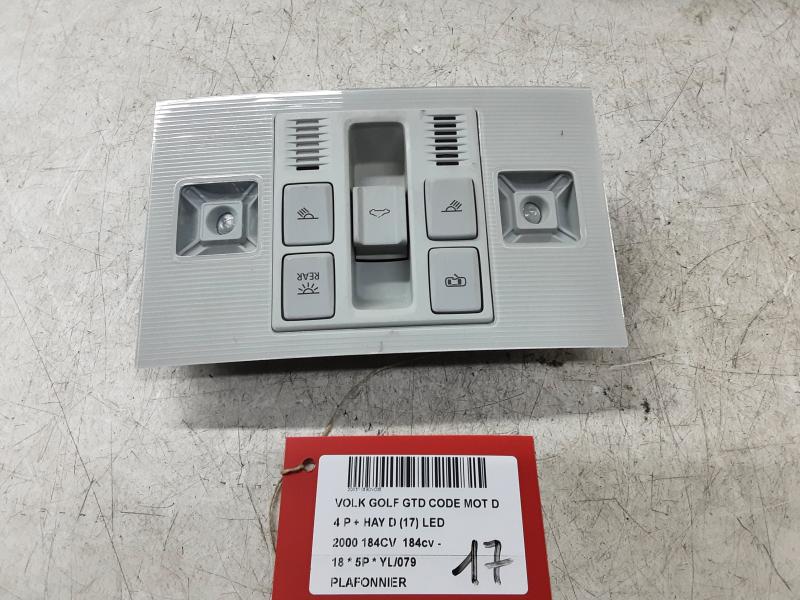 REAR
VOLK GOLF GTD CODE MOT D
4 P + HAY D (17) LED
2000 184CV 184cv -
18 * 5P * YL/079
PLAFONNIER
17